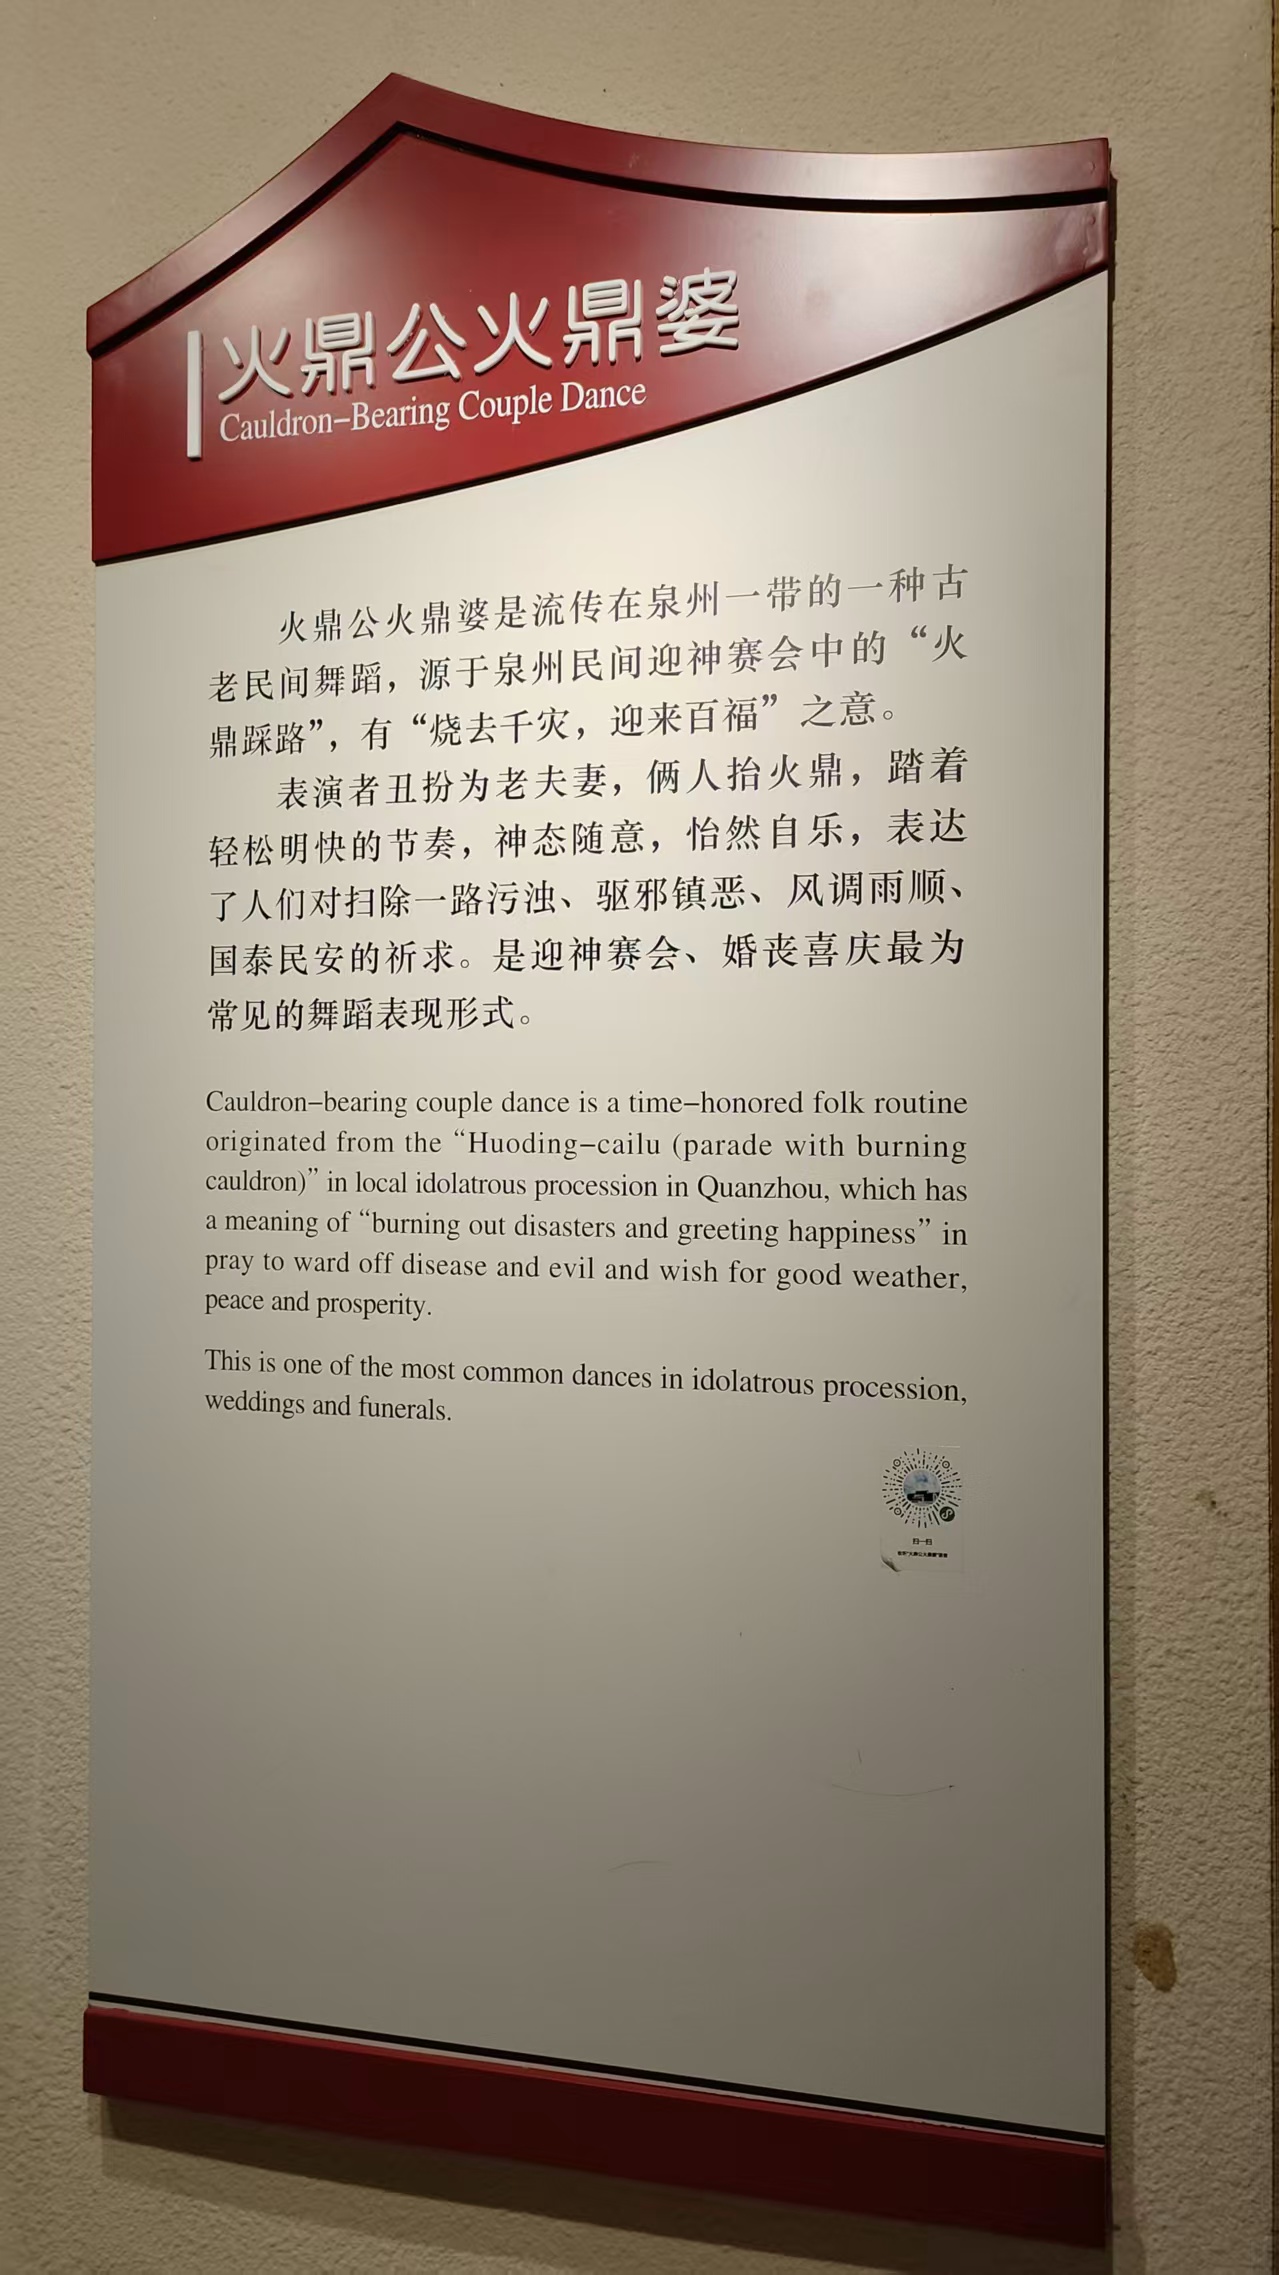 火鼎公火鼎婆
Cauldron-Bearing Couple Dance
火鼎公火鼎婆是流传在泉州一带的一种古
老民间舞蹈，源于泉州民间迎神赛会中的“火
鼎踩路”，有“烧去千灾，迎来百福”之意。
表演者丑扮为老夫妻，俩人抬火鼎，踏着
轻松明快的节奏，神态随意，怡然自乐，表达
了人们对扫除一路污浊、驱邪镇恶、风调雨顺、
国泰民安的祈求。是迎神赛会、婚丧喜庆最为
常见的舞蹈表现形式。
Cauldron-bearing couple dance is a time-honored folk routine
originated from the “Huoding-cailu (parade with burning
cauldron)” in local idolatrous procession in Quanzhou, which has
a meaning of “burning out disasters and greeting happiness” in
pray to ward off disease and evil and wish for good weather,
peace and prosperity.
This is one of the most common dances in idolatrous procession,
weddings and funerals.
扫一扫